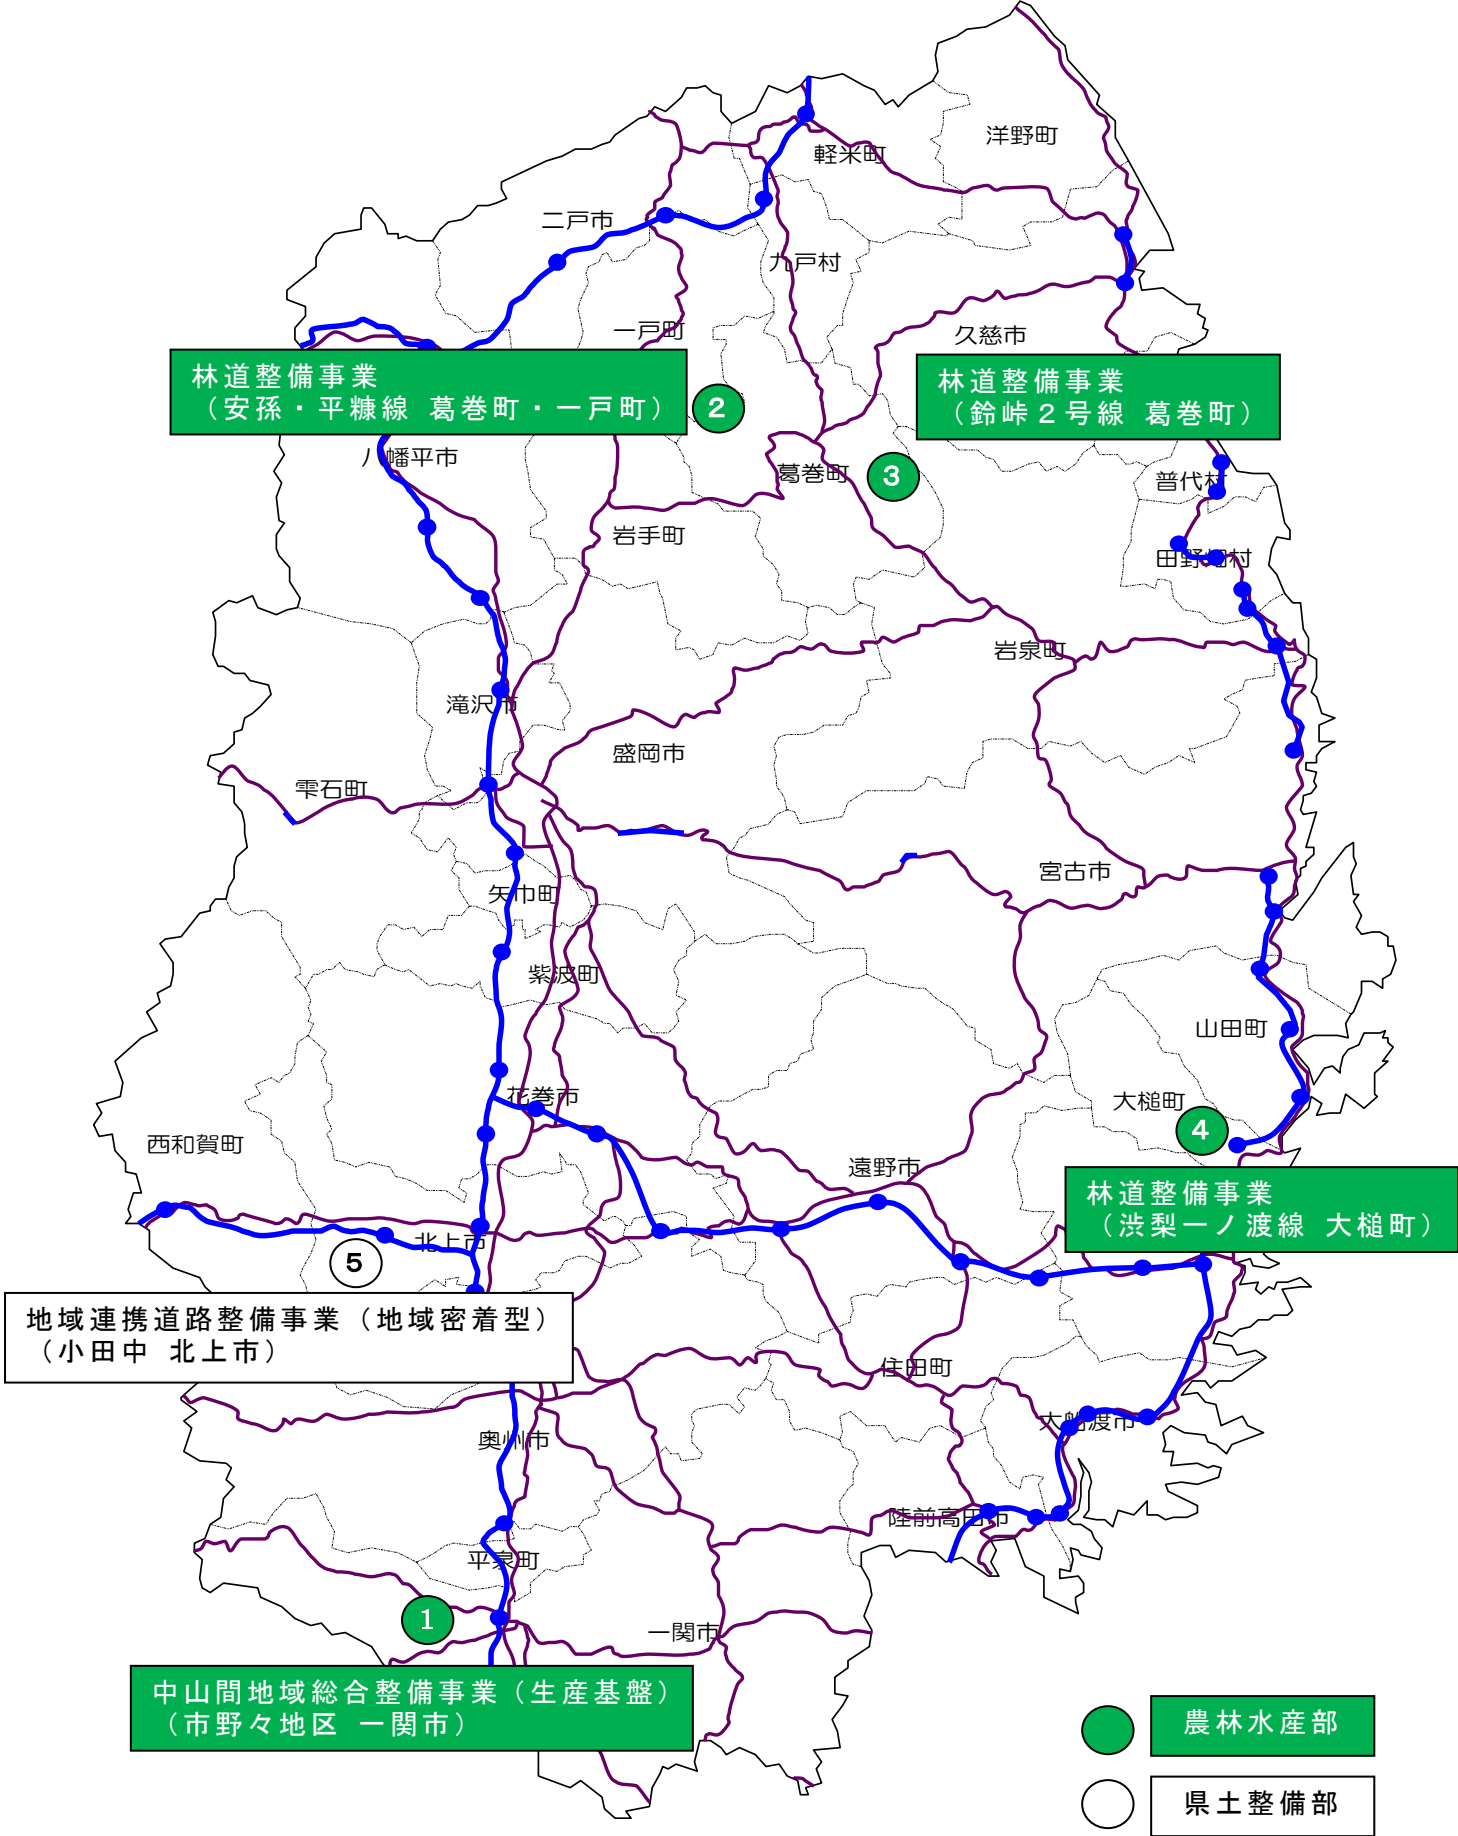 洋野町
軽米町
二戸市
九戸村
一戸町
久慈市
林道整備事業
（安孫・平糠線 葛巻町・一戸町）
②
林道整備事業
（鈴峠２号線 葛巻町）
八幡平市
葛巻町
③
普代村
岩手町
田野畑村
岩泉町
滝沢市
盛岡市
雫石町
宮古市
矢巾町
紫波町
山田町
花巻市
大槌町
④
西和賀町
遠野市
林道整備事業
（渋梨一ノ渡線 大槌町）
北上市
⑤
地域連携道路整備事業（地域密着型）
（小田中 北上市）
住田町
大船渡市
奥州市
陸前高田市
平泉町
①
一関市
中山間地域総合整備事業（生産基盤）
（市野々地区 一関市）
農林水産部
県土整備部